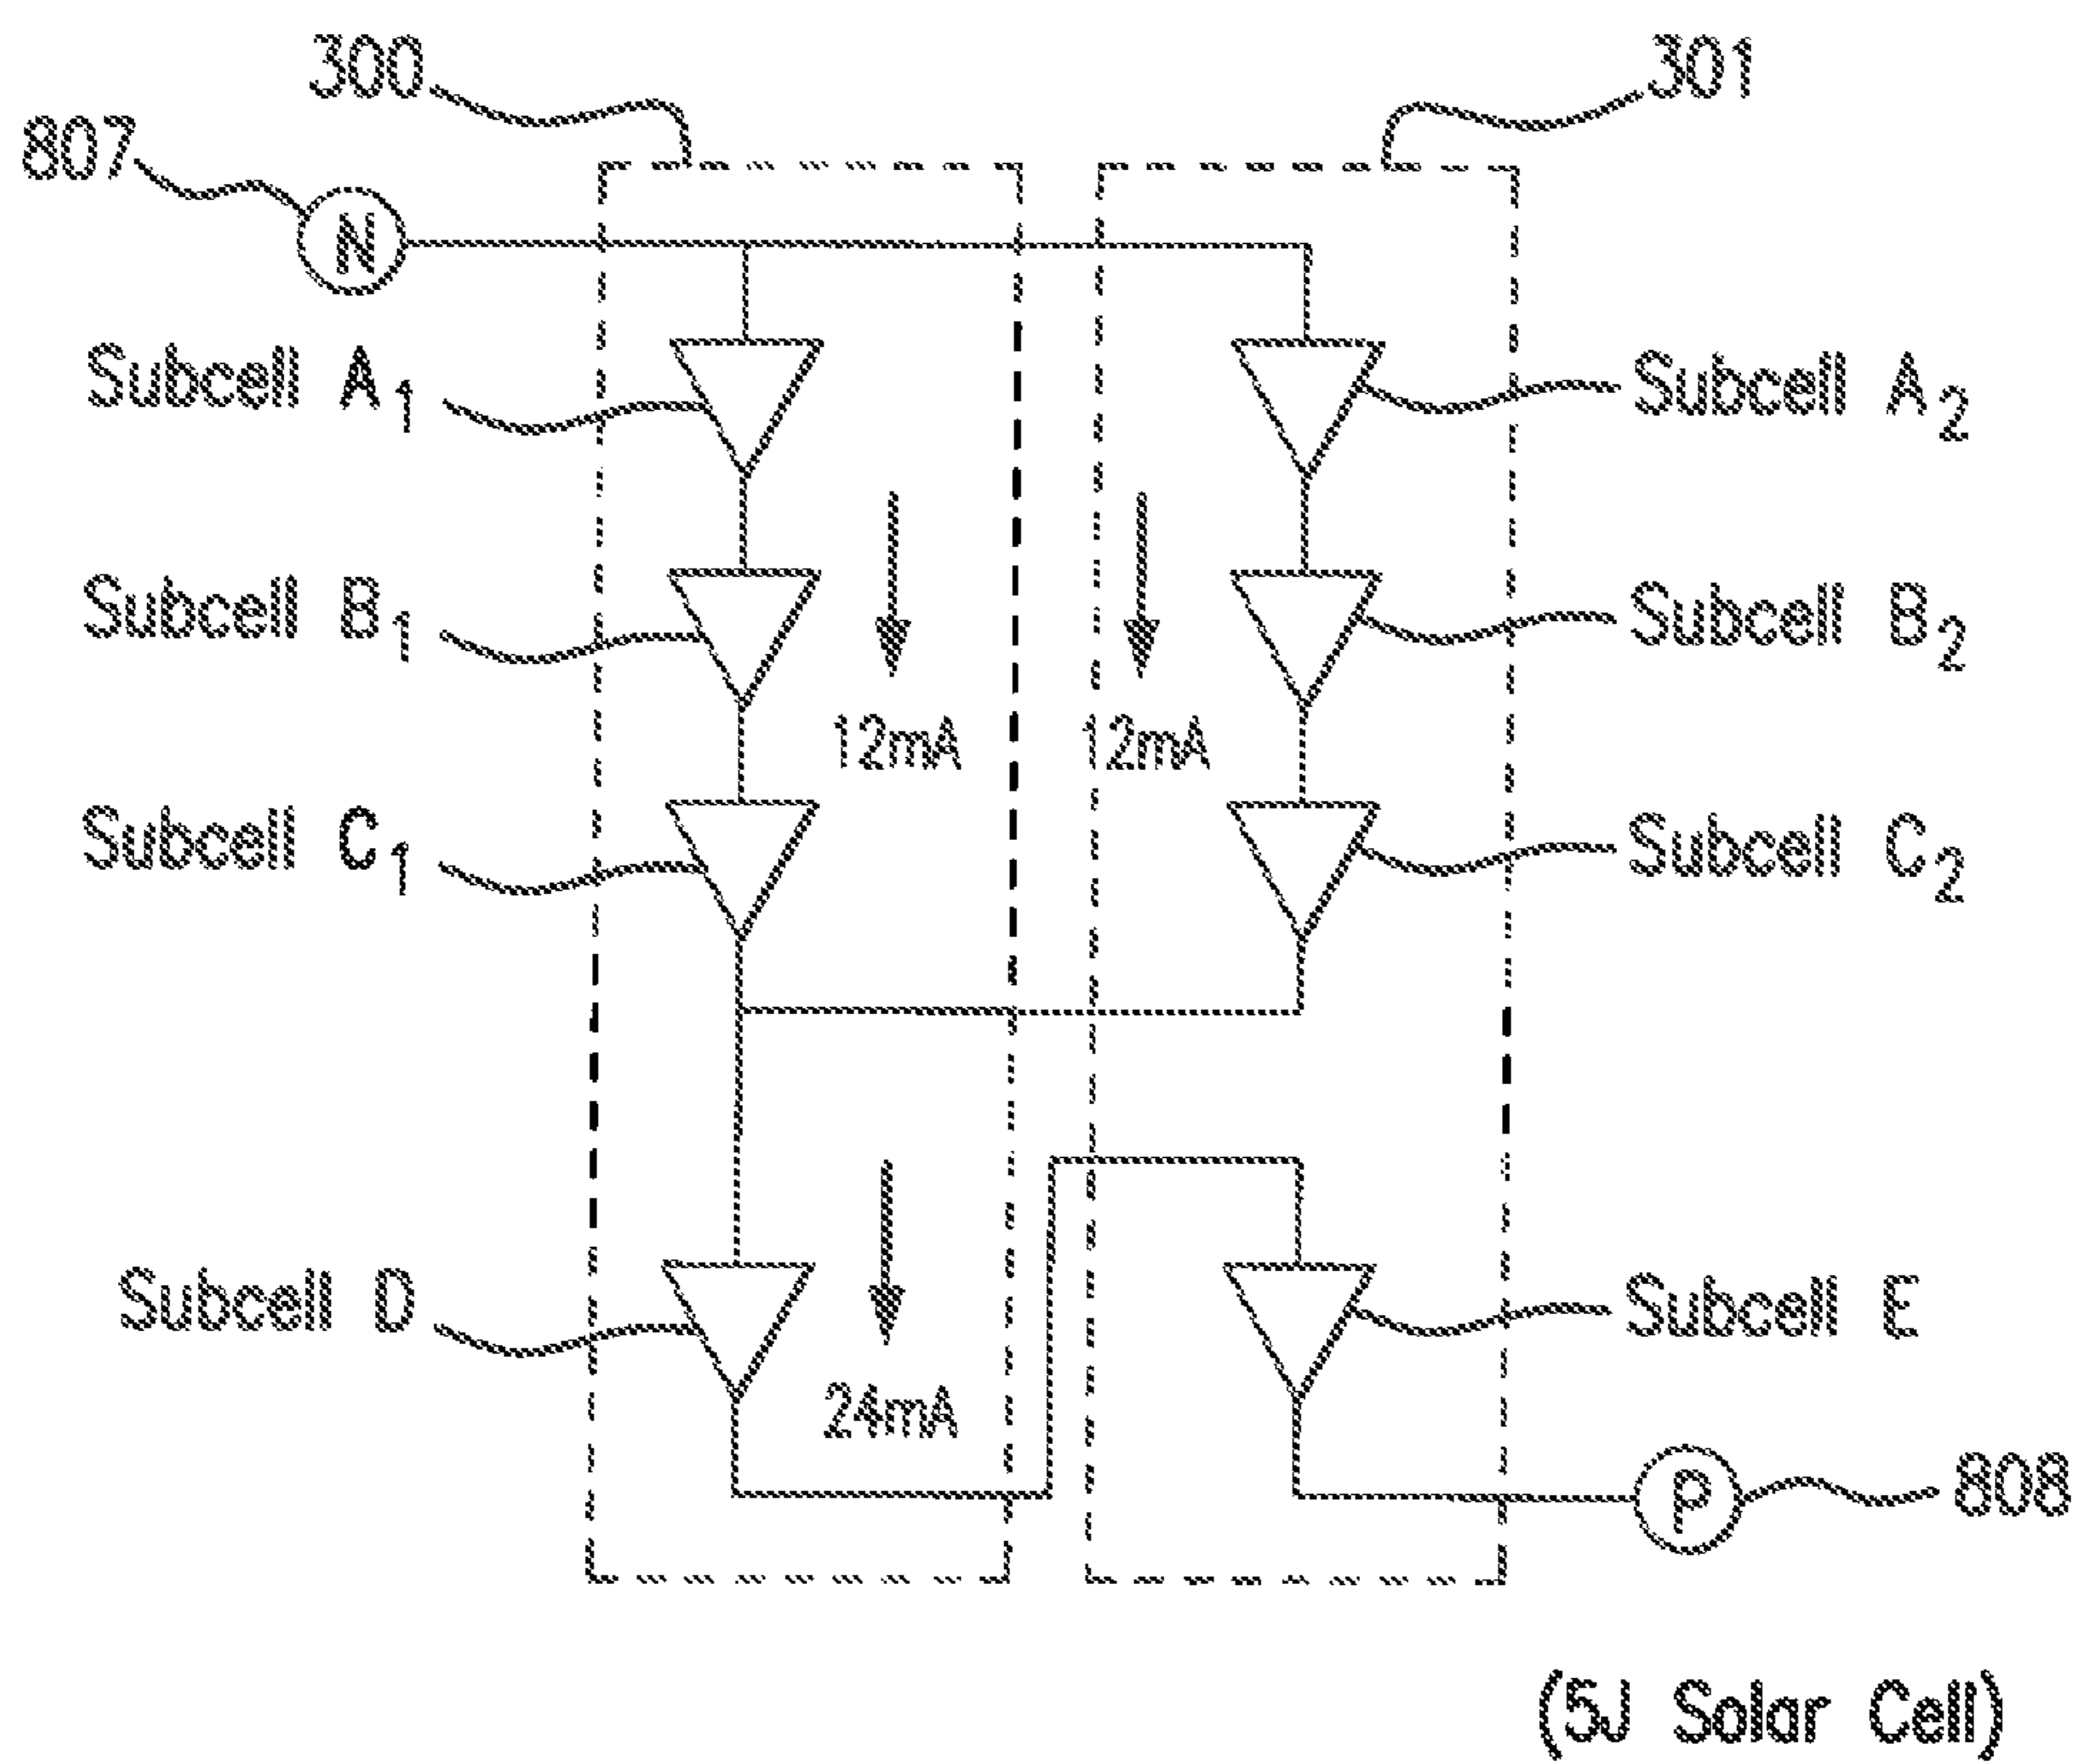 300
301
807
N
Subcell A1
Subcell A2
Subcell B1
Subcell B2
12mA
12mA
Subcell C1
Subcell C2
Subcell D
Subcell E
24mA
P
808
(5J Solar Cell)